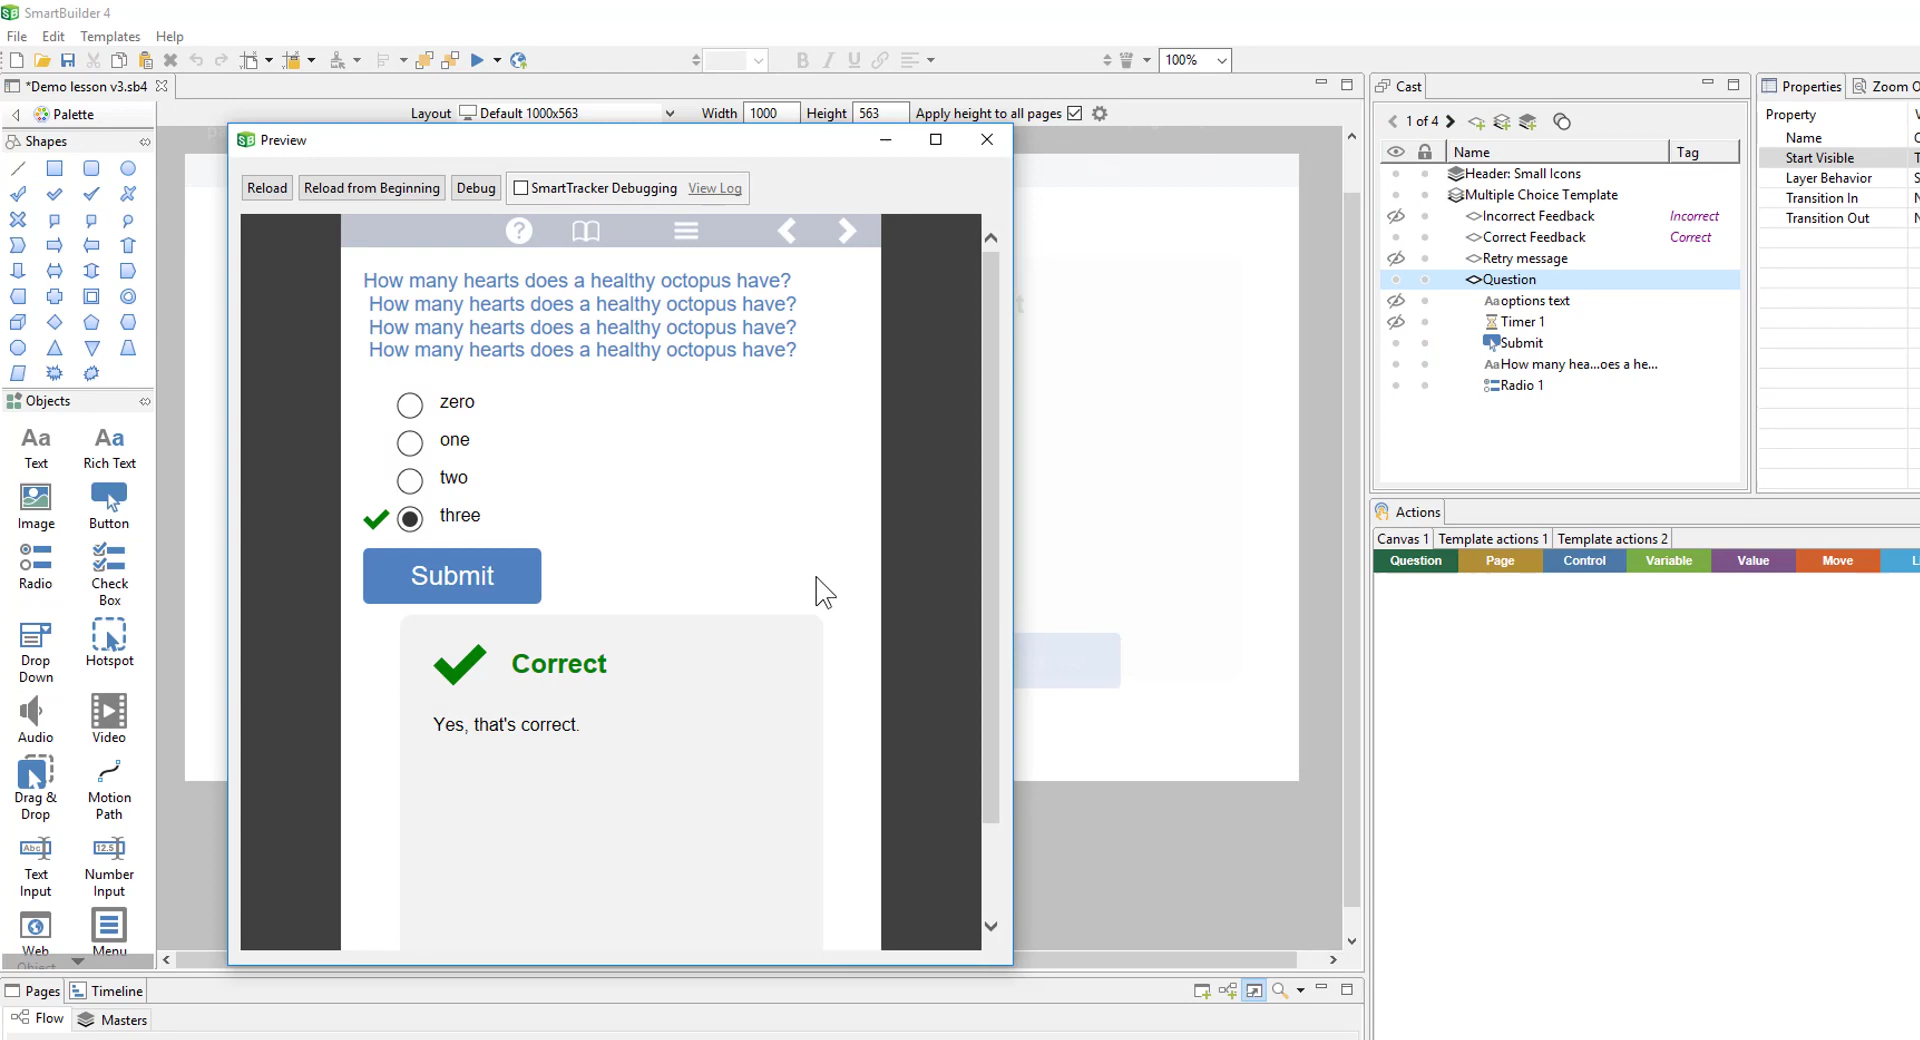 SmartBuilder 4
File Edit Templates Help
B I U 100%
*Demo lesson v3.sb4
Palette
Layout Default 1000x563 Width 1000 Height 563 Apply height to all pages
Shapes
Objects
Aa Aa
Text Rich Text
Image Button
Radio Check Box
Drop Down Hotspot
Audio Video
Drag & Drop Motion Path
Abc 12.5
Text Input Number Input
Web Object Menu
Preview
Reload Reload from Beginning Debug SmartTracker Debugging View Log
?
How many hearts does a healthy octopus have?
How many hearts does a healthy octopus have?
How many hearts does a healthy octopus have?
How many hearts does a healthy octopus have?
zero
one
two
three
Submit
Correct
Yes, that's correct.
Cast
1 of 4
Name Tag
Header: Small Icons
Multiple Choice Template
Incorrect Feedback Incorrect
Correct Feedback Correct
Retry message
Question
Aa options text
Timer 1
Submit
Aa How many hea...oes a he...
Radio 1
Properties Zoom O
Property
Name
Start Visible
Layer Behavior
Transition In
Transition Out
Actions
Canvas 1 Template actions 1 Template actions 2
Question Page Control Variable Value Move
Pages Timeline
Flow Masters